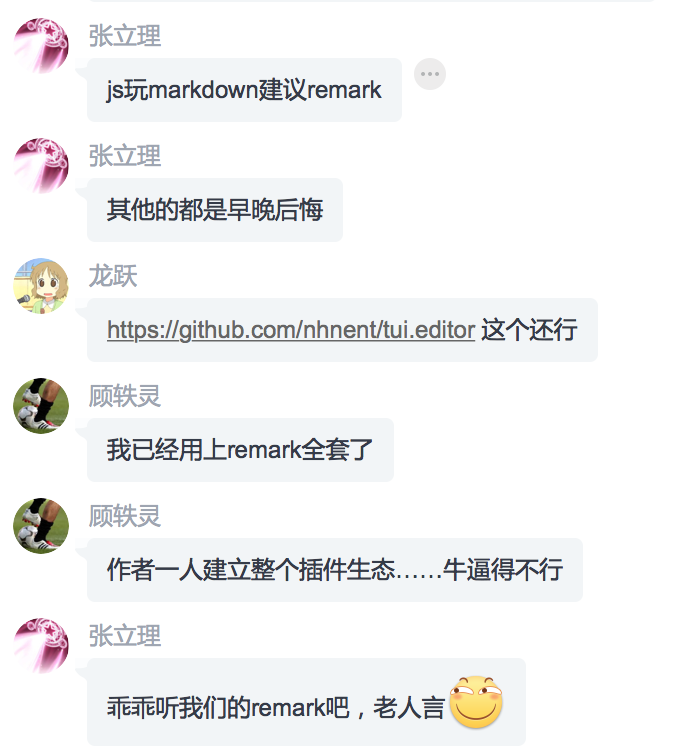 张立理
js玩markdown建议remark
张立理
其他的都是早晚后悔
龙跃
https://github.com/nhnent/tui.editor 这个还行
顾轶灵
我已经用上remark全套了
顾轶灵
作者一人建立整个插件生态……牛逼得不行
张立理
乖乖听我们的remark吧，老人言